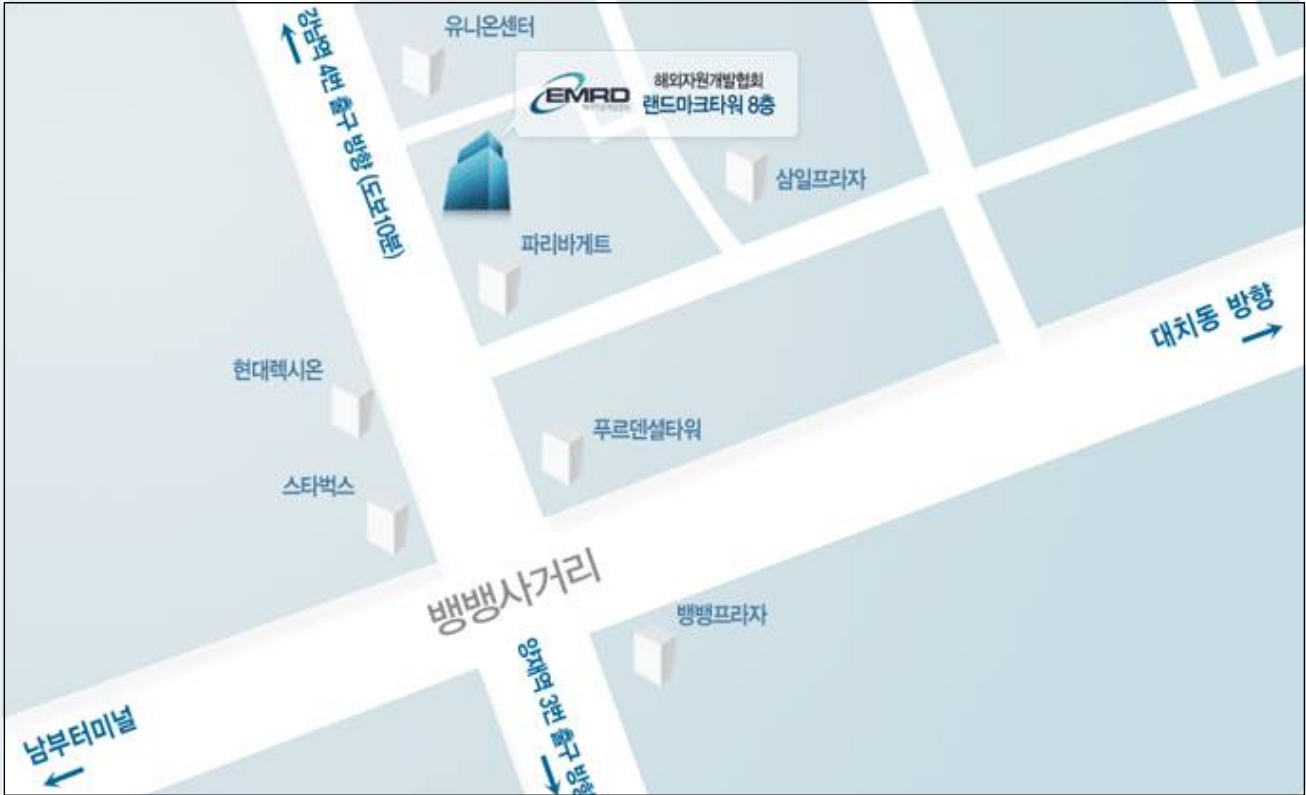 강남역 4번 출구 방향 (도보10분)
유니온센터
EMRD
해외자원개발협회
랜드마크타워 8층
삼일프라자
파리바게트
대치동 방향
현대렉시온
푸르덴셜타워
스타벅스
뱅뱅사거리
뱅뱅프라자
양재역 3번 출구 방향
남부터미널